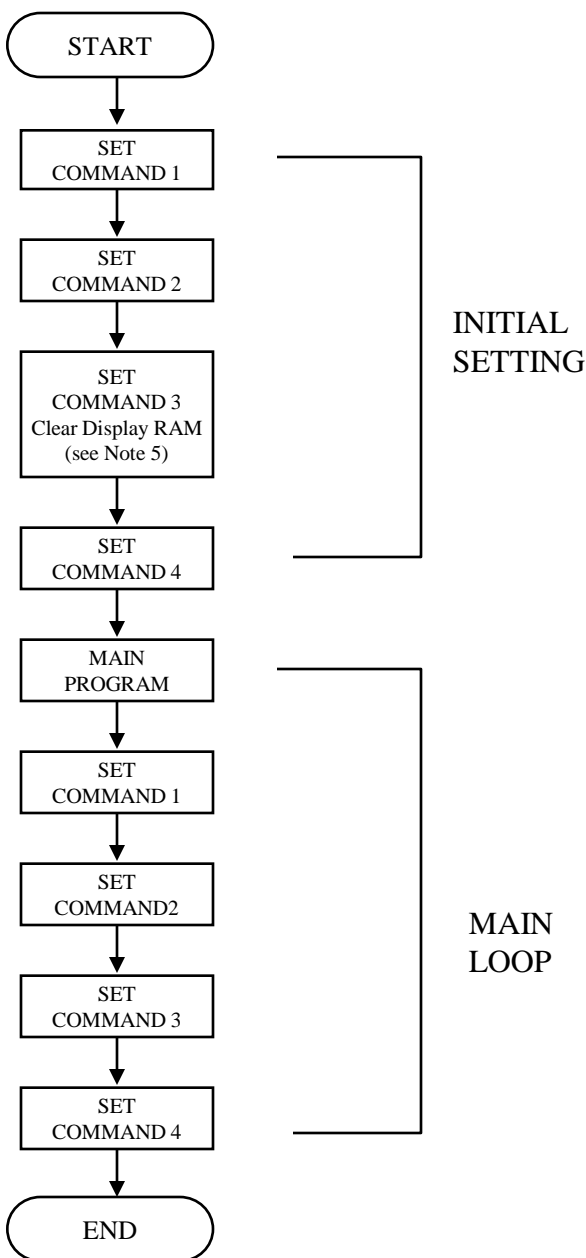 START
SET
COMMAND 1
SET
COMMAND 2
SET
COMMAND 3
Clear Display RAM
(see Note 5)
SET
COMMAND 4
INITIAL
SETTING
MAIN
PROGRAM
SET
COMMAND 1
SET
COMMAND2
SET
COMMAND 3
SET
COMMAND 4
MAIN
LOOP
END